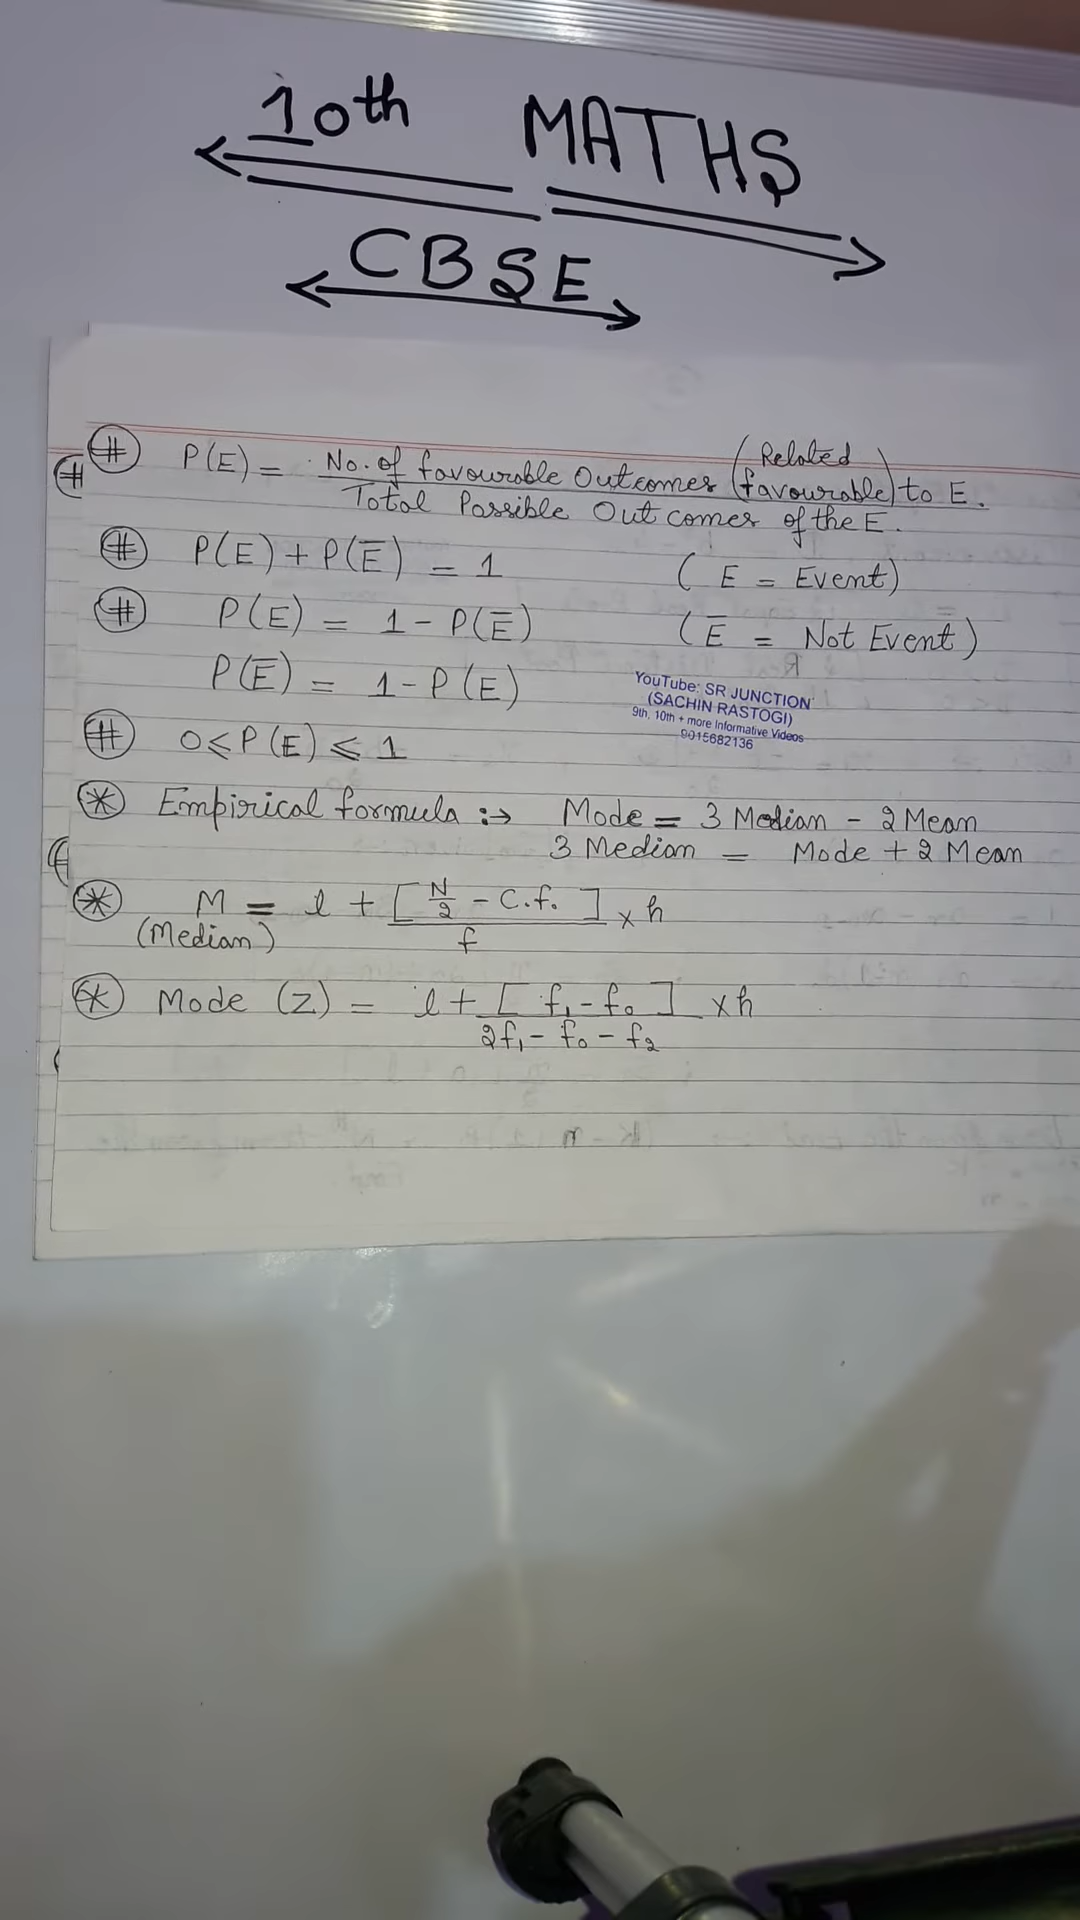 10th MATHS
CBSE
# P(E) = No. of favourable Outcomes (Related favourable) to E.
Total Possible Outcomes of the E.
# P(E) + P(E̅) = 1 ( E = Event)
# P(E) = 1 - P(E̅) ( E̅ = Not Event )
P(E̅) = 1 - P(E)
YouTube: SR JUNCTION
(SACHIN RASTOGI)
9th, 10th + more Informative Videos
9015682136
# 0 ≤ P(E) ≤ 1
* Empirical formula :→ Mode = 3 Median - 2 Mean
3 Median = Mode + 2 Mean
* M = l + [ N/2 - C.f. ] / f × h
(Median)
* Mode (Z) = l + [ f₁ - f₀ ] / 2f₁ - f₀ - f₂ × h